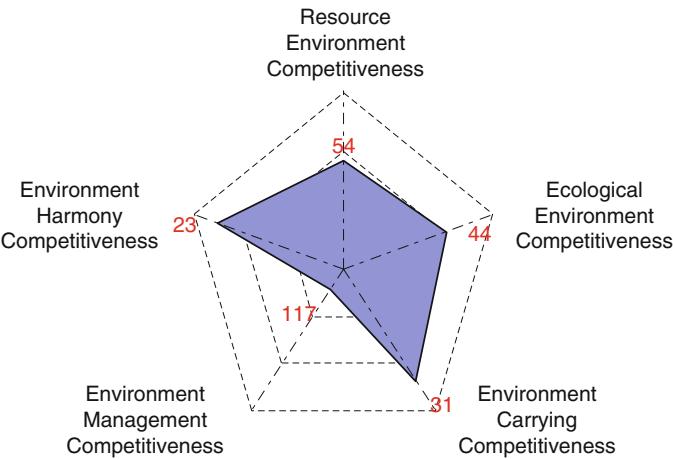 Resource
Environment
Competitiveness
54
Environment
Harmony
Competitiveness
23
Ecological
Environment
Competitiveness
44
117
Environment
Management
Competitiveness
31
Environment
Carrying
Competitiveness